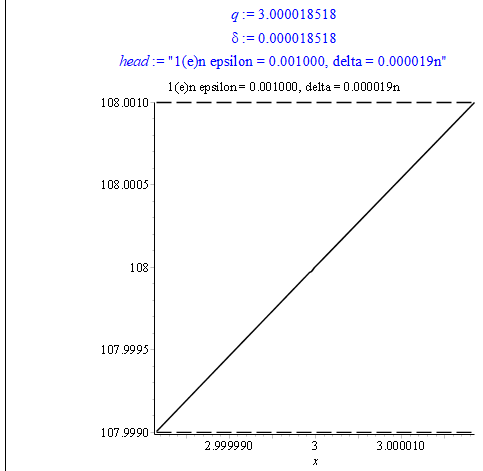 q := 3.000018518
δ := 0.000018518
head := "1(e)n epsilon = 0.001000, delta = 0.000019n"
1(e)n epsilon = 0.001000, delta = 0.000019n
108.0010
108.0005
108
107.9995
107.9990
2.999990 3 3.000010
x